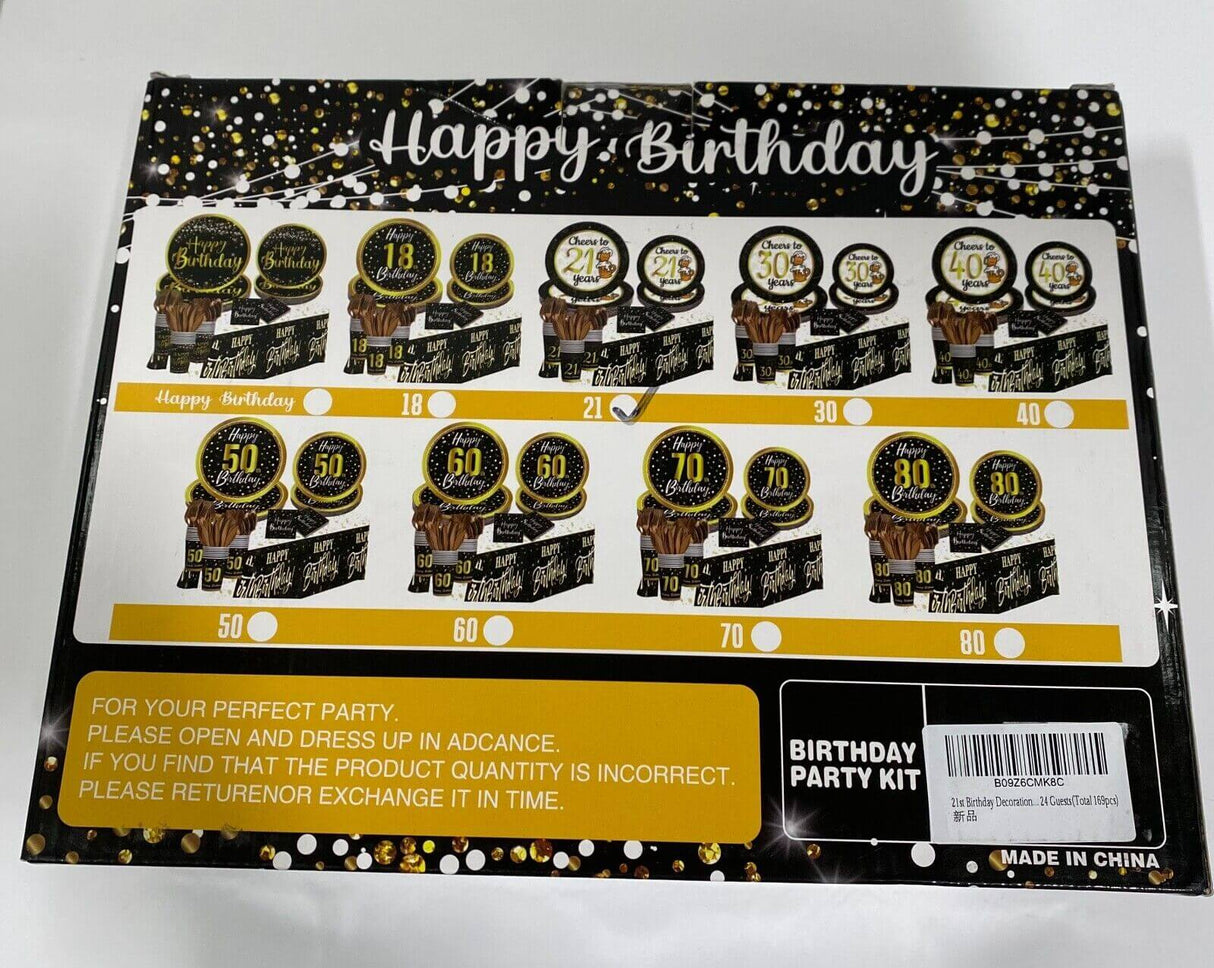 Happy Birthday
Happy Birthday
Happy Birthday
Happy 18 Birthday
Happy 18 Birthday
Cheers to 21 years
Cheers to 21 years
Cheers to 30 years
Cheers to 30 years
Cheers to 40 years
Cheers to 40 years
Happy Birthday
18
21
30
40
Happy 50 Birthday
Happy 50 Birthday
Happy 60 Birthday
Happy 60 Birthday
Happy 70 Birthday
Happy 70 Birthday
Happy 80 Birthday
Happy 80 Birthday
50
60
70
80
FOR YOUR PERFECT PARTY.
PLEASE OPEN AND DRESS UP IN ADCANCE.
IF YOU FIND THAT THE PRODUCT QUANTITY IS INCORRECT.
PLEASE RETURENOR EXCHANGE IT IN TIME.
BIRTHDAY
PARTY KIT
B09Z6CMK8C
21st Birthday Decoration...24 Guests(Total 169pcs)
新品
MADE IN CHINA